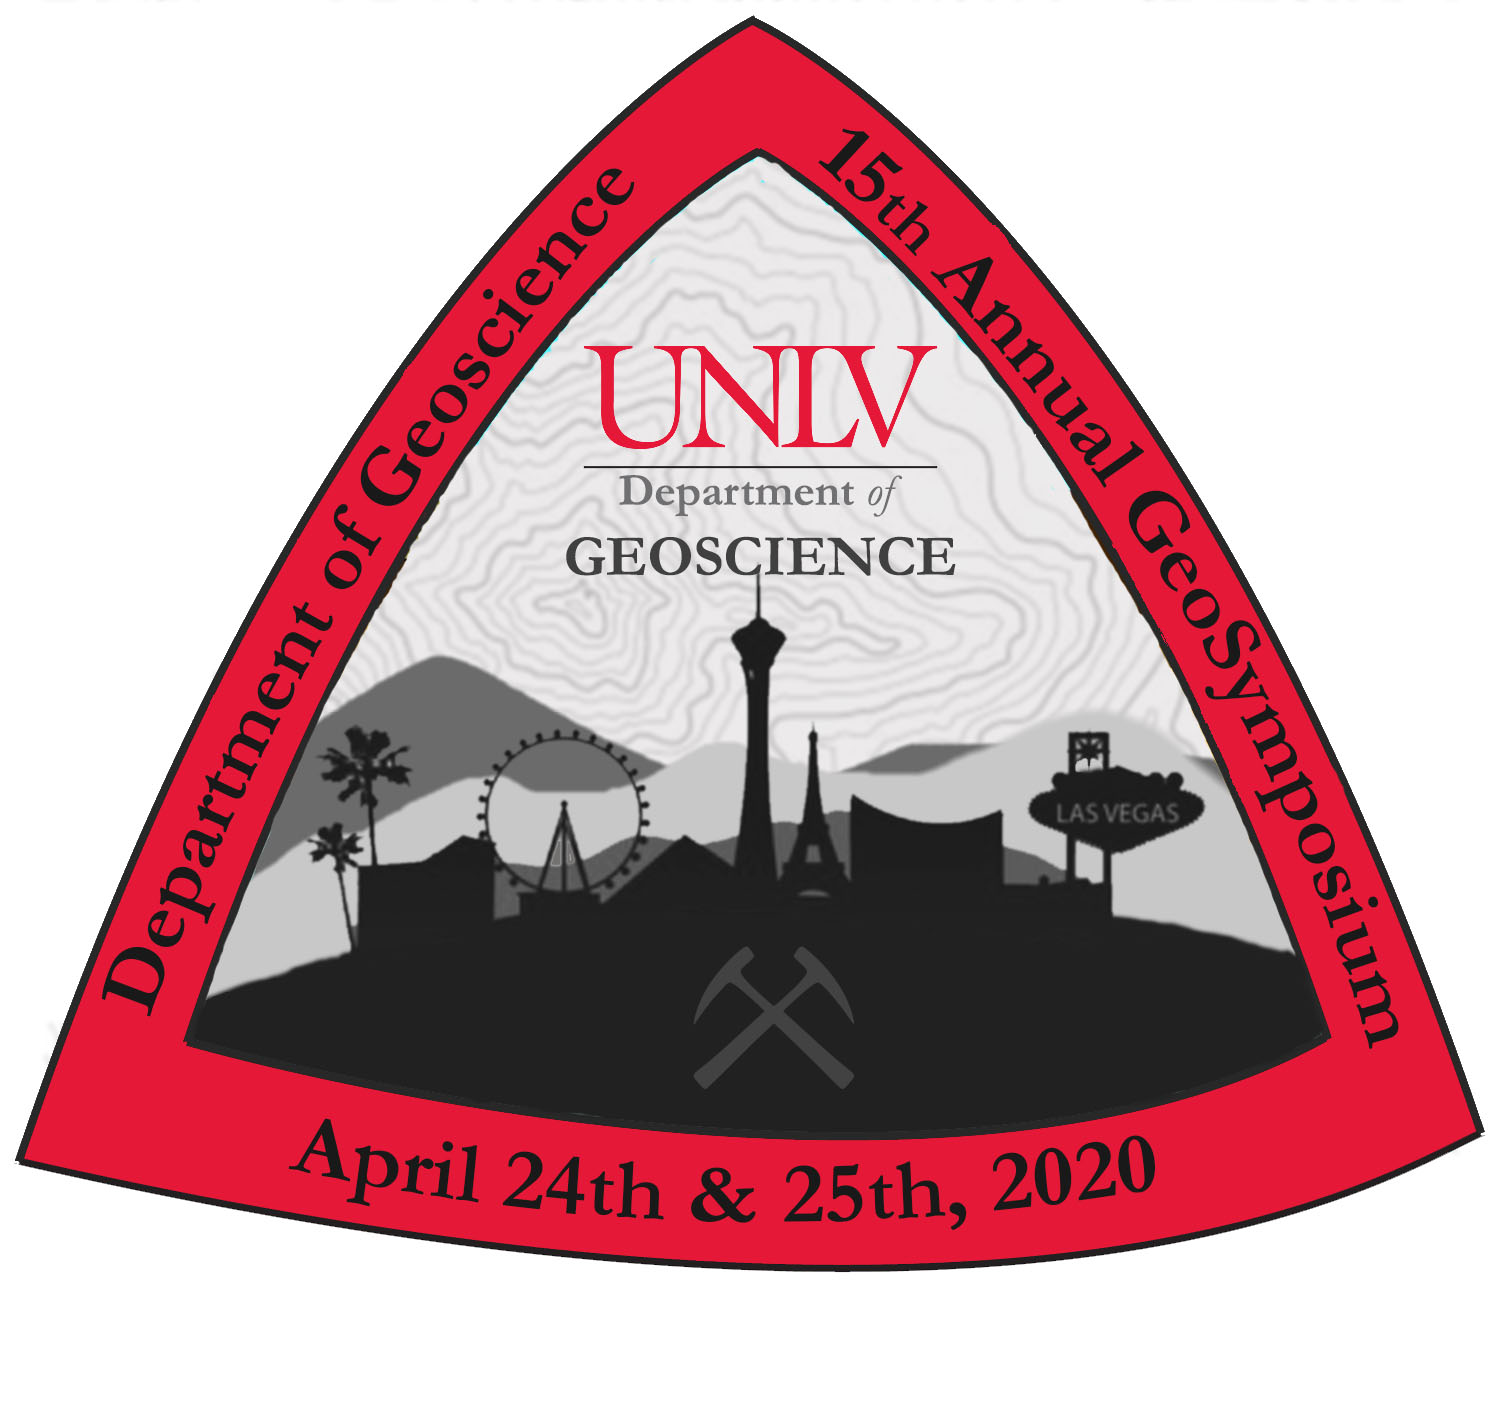 Department of Geoscience
15th Annual GeoSymposium
UNLV
Department of
GEOSCIENCE
LAS VEGAS
April 24th & 25th, 2020